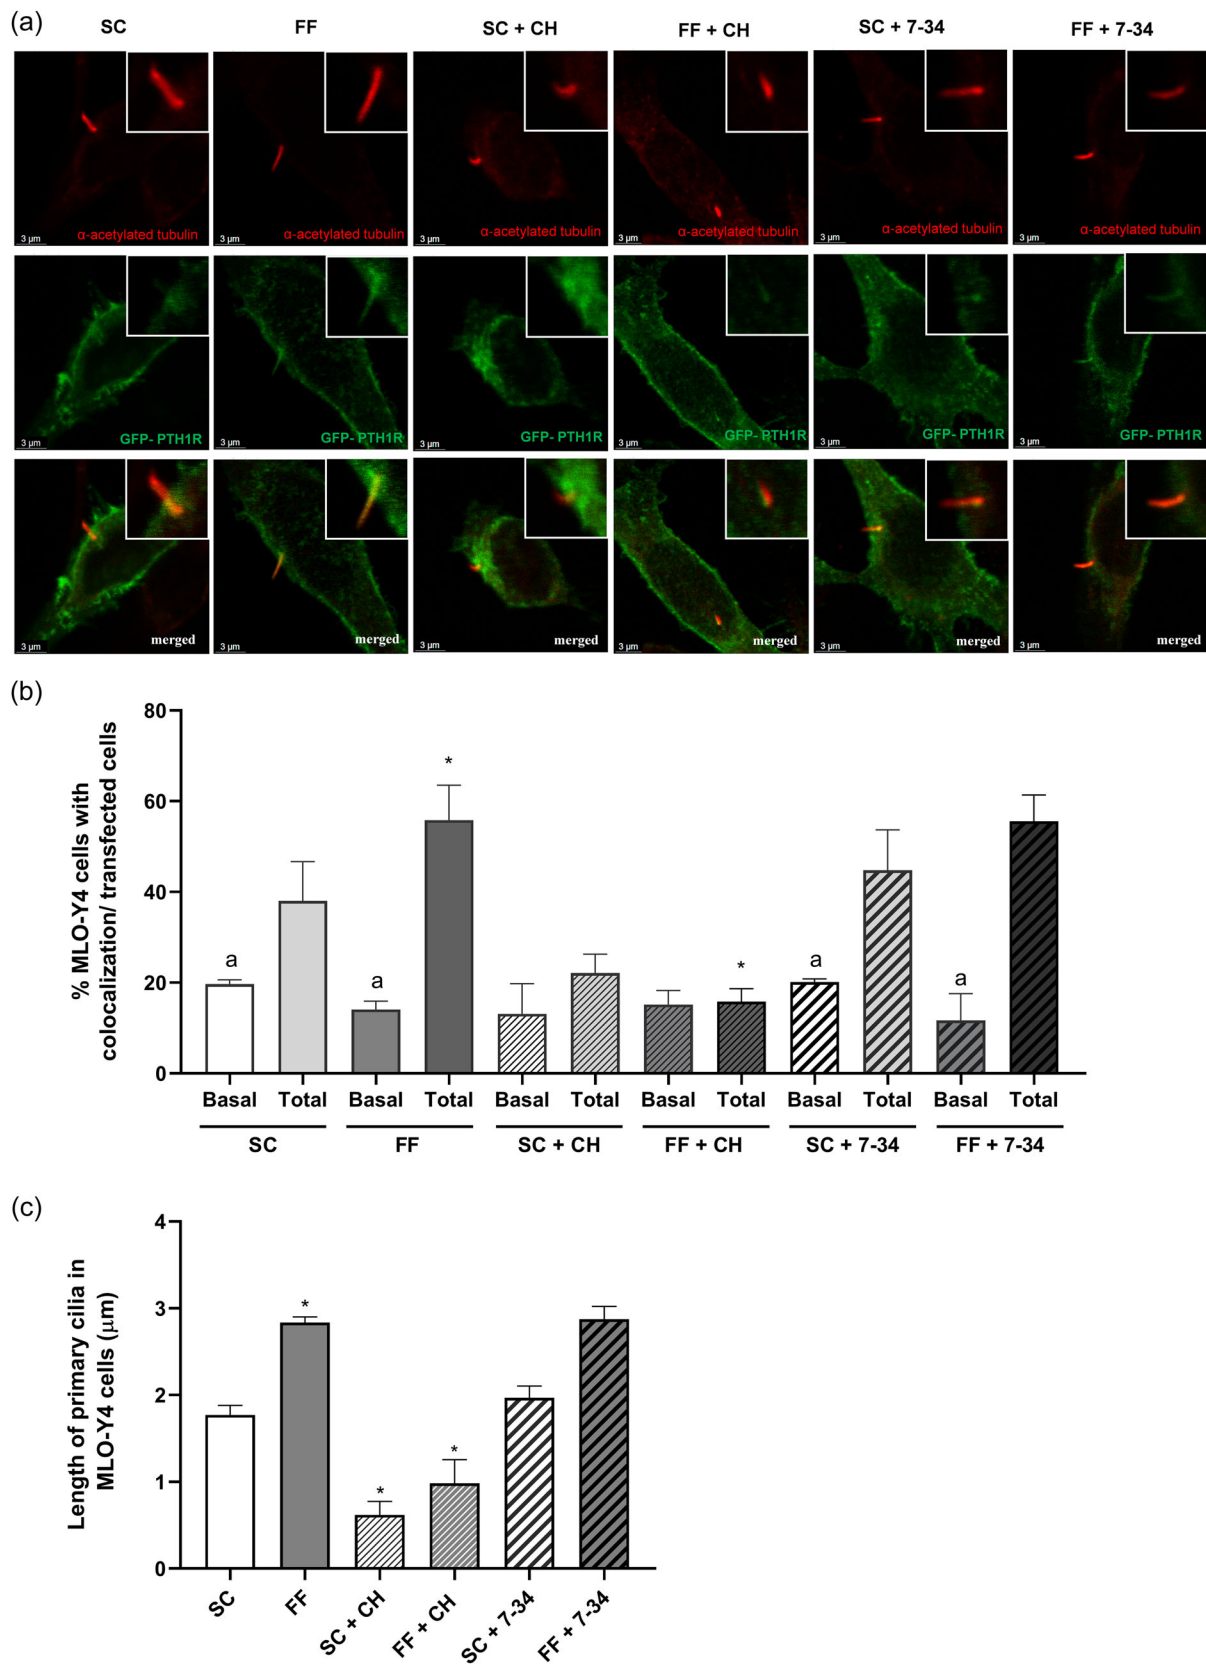 (a)
SC FF SC + CH FF + CH SC + 7-34 FF + 7-34
3 μm α-acetylated tubulin 3 μm α-acetylated tubulin 3 μm α-acetylated tubulin 3 μm α-acetylated tubulin 3 μm α-acetylated tubulin 3 μm α-acetylated tubulin
3 μm GFP- PTH1R 3 μm GFP- PTH1R 3 μm GFP- PTH1R 3 μm GFP- PTH1R 3 μm GFP- PTH1R 3 μm GFP- PTH1R
3 μm merged 3 μm merged 3 μm merged 3 μm merged 3 μm merged 3 μm merged
(b)
% MLO-Y4 cells with
colocalization/ transfected cells
80
60
40
20
0
a
a
*
*
a
a
Basal Total Basal Total Basal Total Basal Total Basal Total Basal Total
SC FF SC + CH FF + CH SC + 7-34 FF + 7-34
(c)
Length of primary cilia in
MLO-Y4 cells (μm)
4
3
2
1
0
*
*
*
SC
FF
SC + CH
FF + CH
SC + 7-34
FF + 7-34